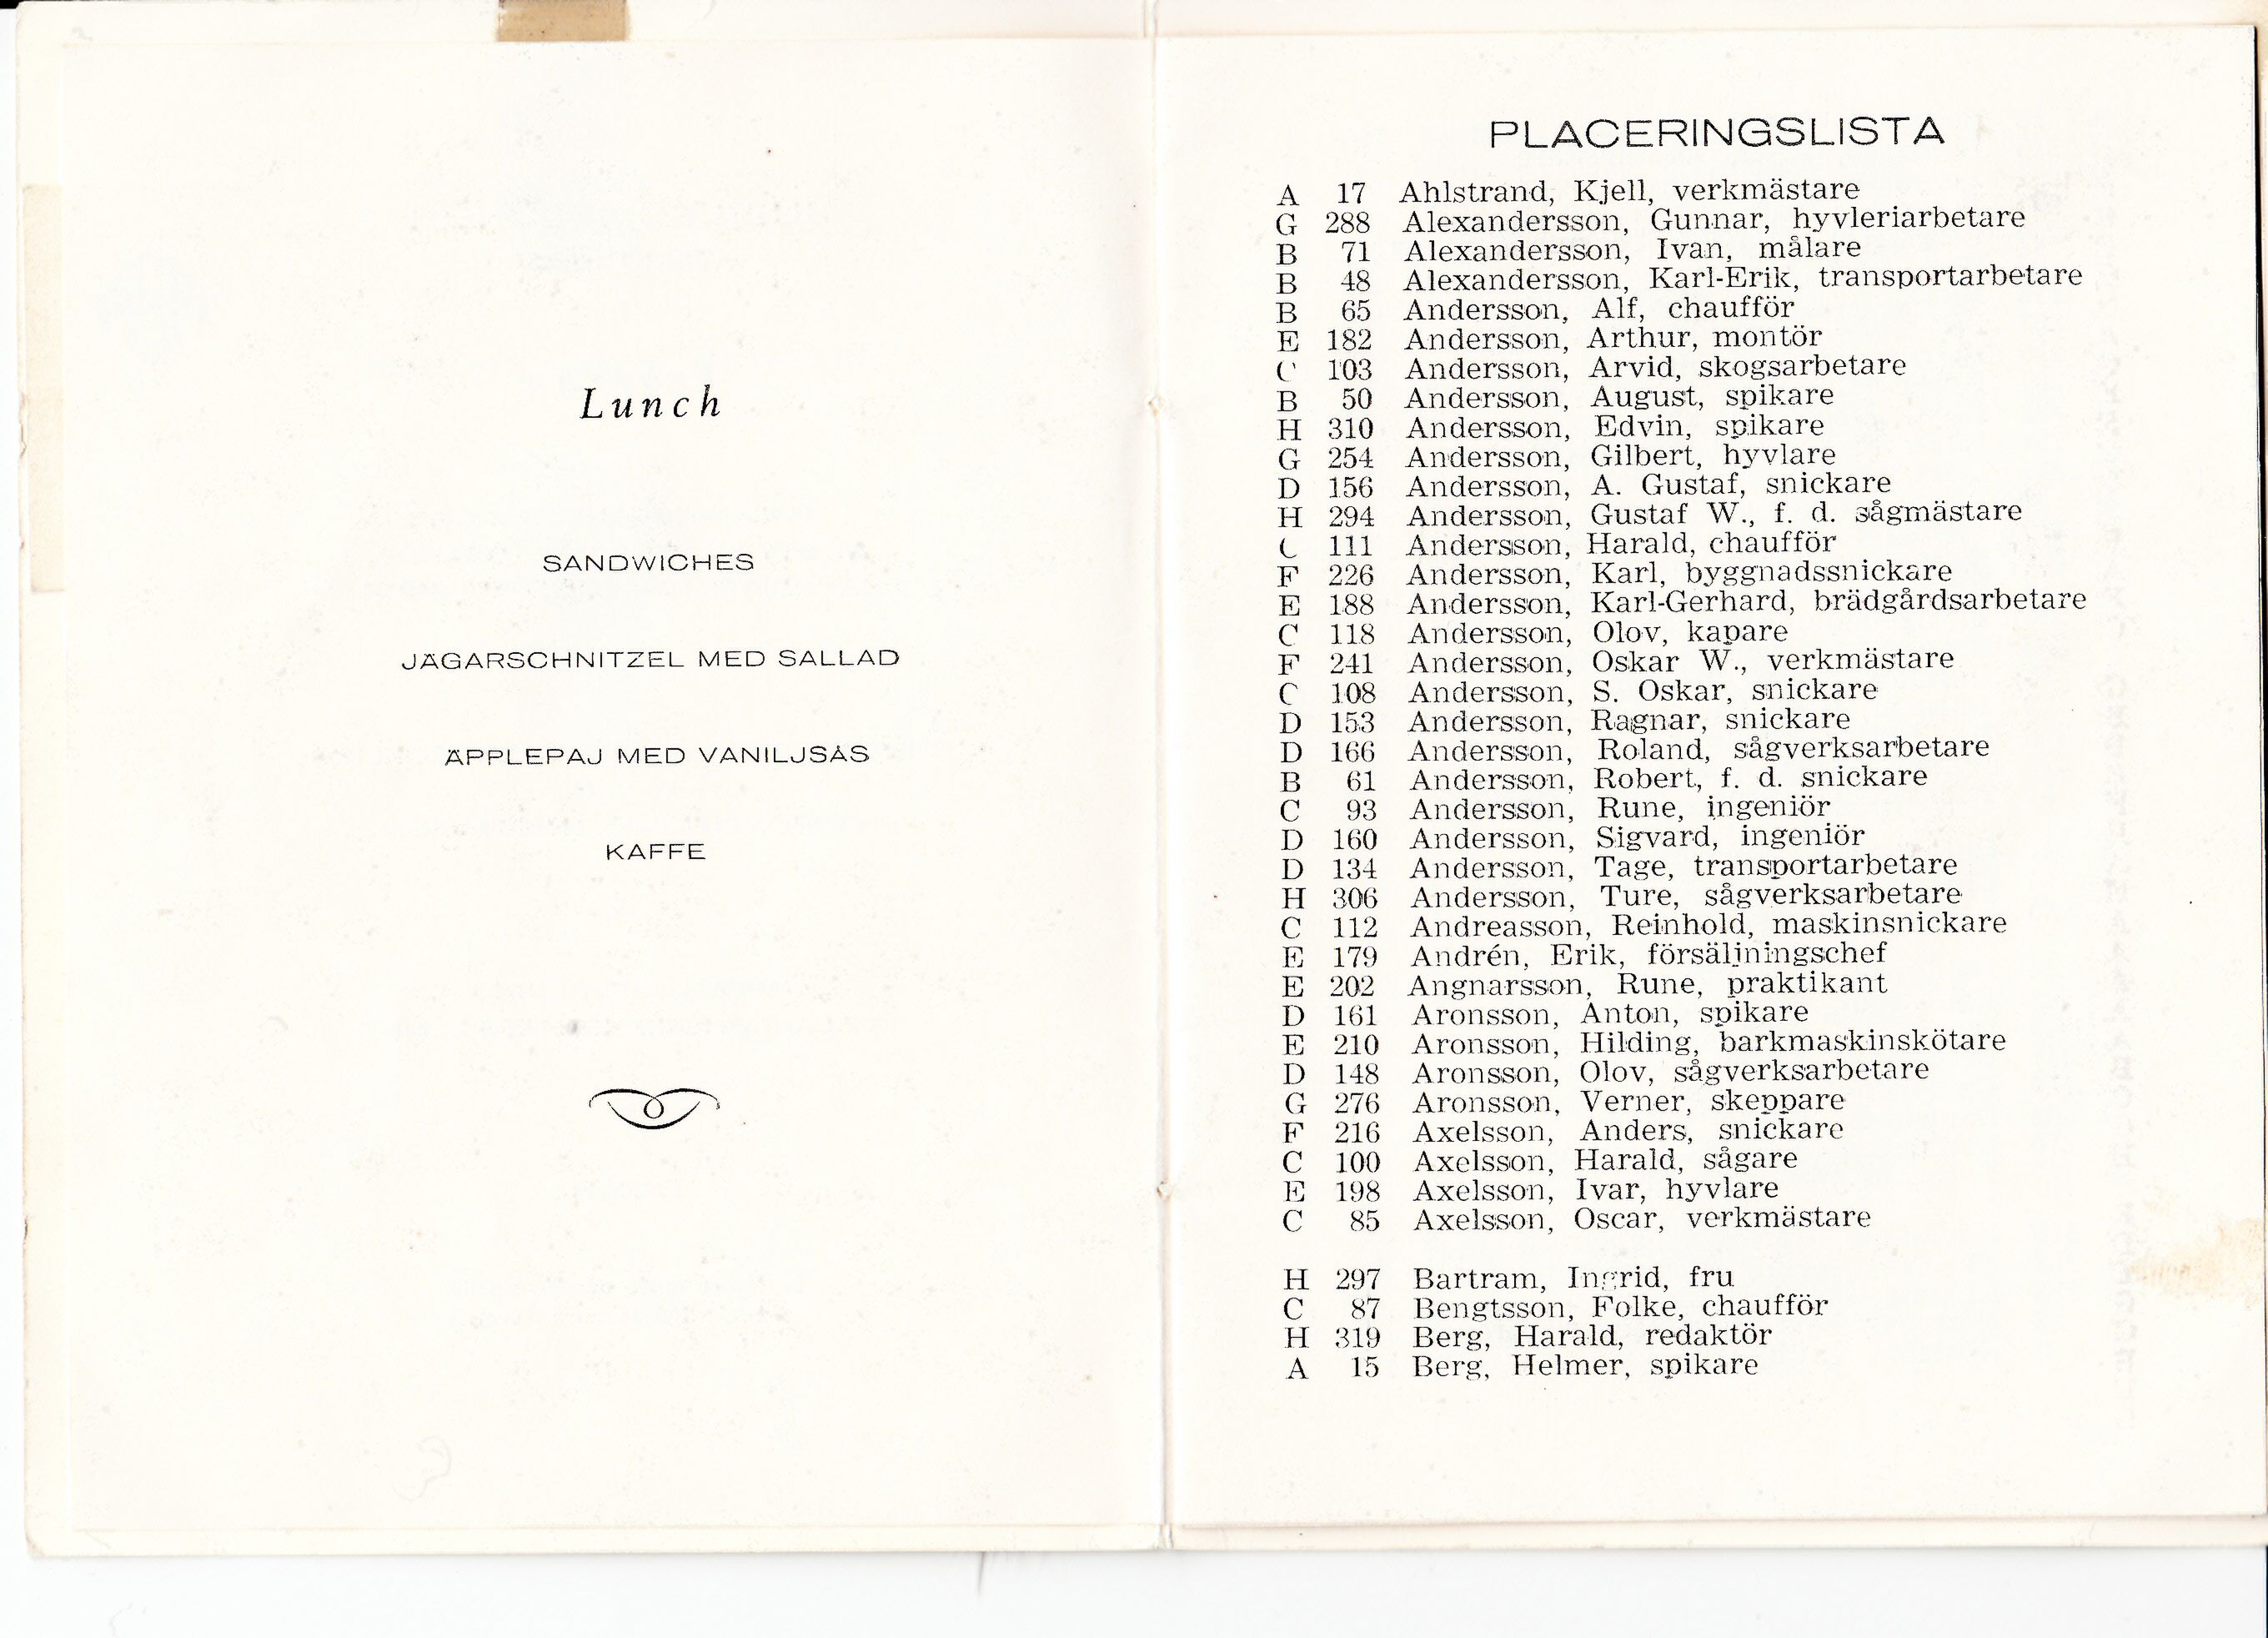 Lunch
SANDWICHES
JÄGARSCHNITZEL MED SALLAD
ÄPPLEPAJ MED VANILJSÅS
KAFFE
PLACERINGSLISTA
A 17 Ahlstrand, Kjell, verkmästare
G 288 Alexandersson, Gunnar, hyvleriarbetare
B 71 Alexandersson, Ivan, målare
B 48 Alexandersson, Karl-Erik, transportarbetare
B 65 Andersson, Alf, chaufför
E 182 Andersson, Arthur, montör
C 103 Andersson, Arvid, skogsarbetare
B 50 Andersson, August, spikare
H 310 Andersson, Edvin, spikare
G 254 Andersson, Gilbert, hyvlare
D 156 Andersson, A. Gustaf, snickare
H 294 Andersson, Gustaf W., f. d. sågmästare
C 111 Andersson, Harald, chaufför
F 226 Andersson, Karl, byggnadssnickare
E 188 Andersson, Karl-Gerhard, brädgårdsarbetare
C 118 Andersson, Olov, kapare
F 241 Andersson, Oskar W., verkmästare
C 108 Andersson, S. Oskar, snickare
D 153 Andersson, Ragnar, snickare
D 166 Andersson, Roland, sågverksarbetare
B 61 Andersson, Robert, f. d. snickare
C 93 Andersson, Rune, ingeniör
D 160 Andersson, Sigvard, ingeniör
D 134 Andersson, Tage, transportarbetare
H 306 Andersson, Ture, sågverksarbetare
C 112 Andreasson, Reinhold, maskinsnickare
E 179 Andrén, Erik, försäljningschef
E 202 Angnarsson, Rune, praktikant
D 161 Aronsson, Anton, spikare
E 210 Aronsson, Hilding, barkmaskinskötare
D 148 Aronsson, Olov, sågverksarbetare
G 276 Aronsson, Verner, skeppare
F 216 Axelsson, Anders, snickare
C 100 Axelsson, Harald, sågare
E 198 Axelsson, Ivar, hyvlare
C 85 Axelsson, Oscar, verkmästare
H 297 Bartram, Ingrid, fru
C 87 Bengtsson, Folke, chaufför
H 319 Berg, Harald, redaktör
A 15 Berg, Helmer, spikare